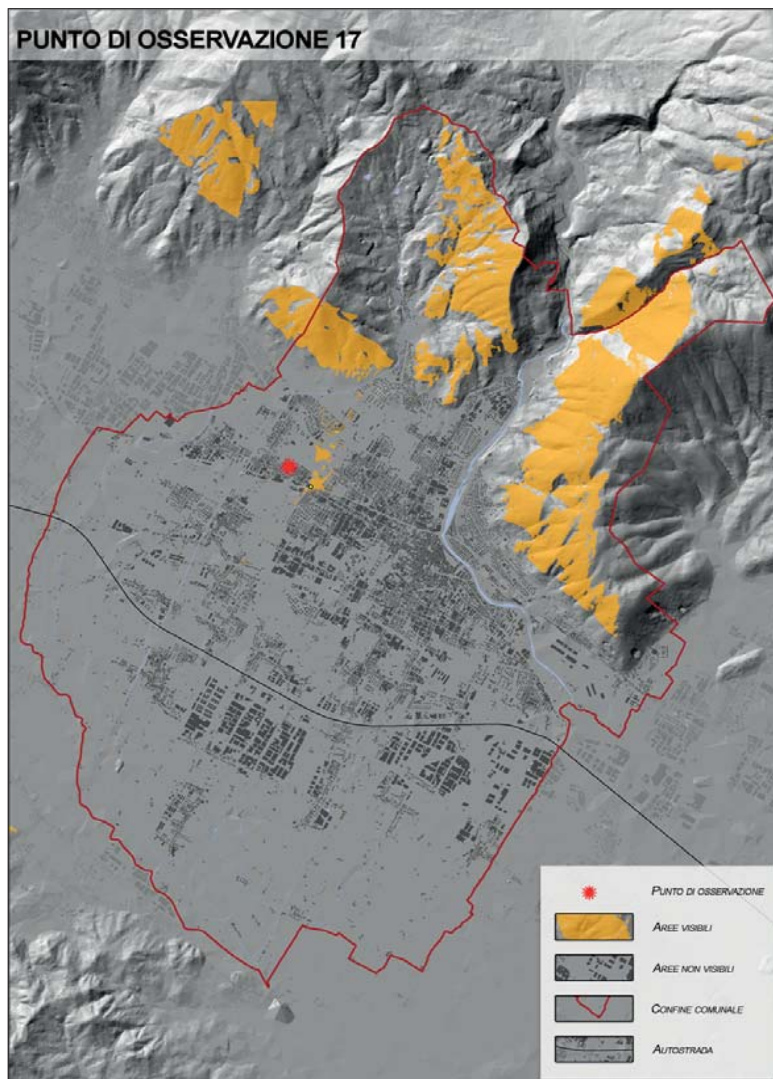 PUNTO DI OSSERVAZIONE 17
PUNTO DI OSSERVAZIONE
AREE VISIBILI
AREE NON VISIBILI
CONFINE COMUNALE
AUTOSTRADA